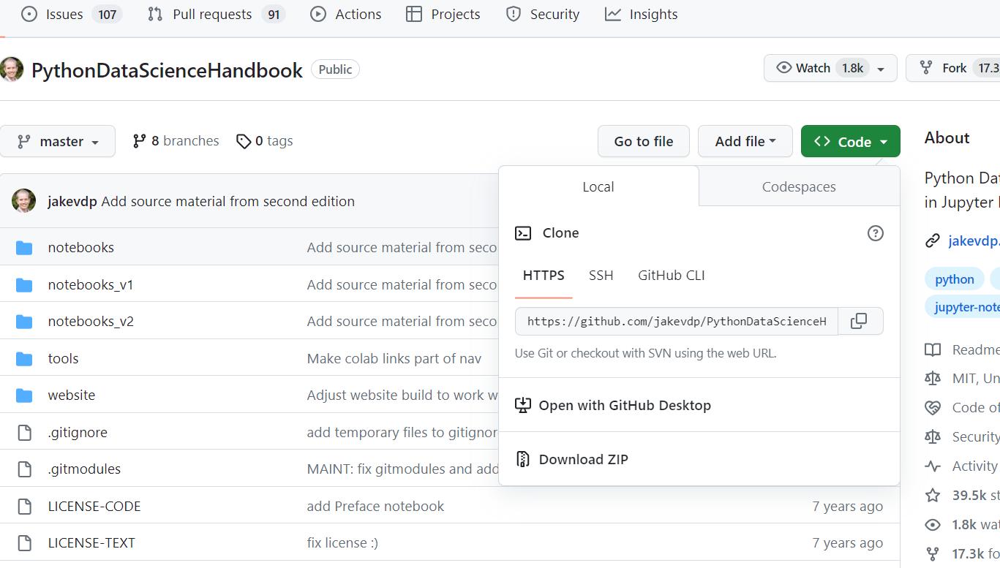 Issues 107 Pull requests 91 Actions Projects Security Insights
PythonDataScienceHandbook Public Watch 1.8k Fork 17.3
master 8 branches 0 tags Go to file Add file Code
jakevdp Add source material from second edition
notebooks Add source material from seco
notebooks_v1 Add source material from seco
notebooks_v2 Add source material from seco
tools Make colab links part of nav
website Adjust website build to work w
.gitignore add temporary files to gitignor
.gitmodules MAINT: fix gitmodules and add
LICENSE-CODE add Preface notebook 7 years ago
LICENSE-TEXT fix license :) 7 years ago
Local Codespaces
Clone
HTTPS SSH GitHub CLI
https://github.com/jakevdp/PythonDataScienceH
Use Git or checkout with SVN using the web URL.
Open with GitHub Desktop
Download ZIP
About
Python Dat
in Jupyter
jakevdp.
python
jupyter-note
Readme
MIT, Un
Code of
Security
Activity
39.5k st
1.8k wat
17.3k fo